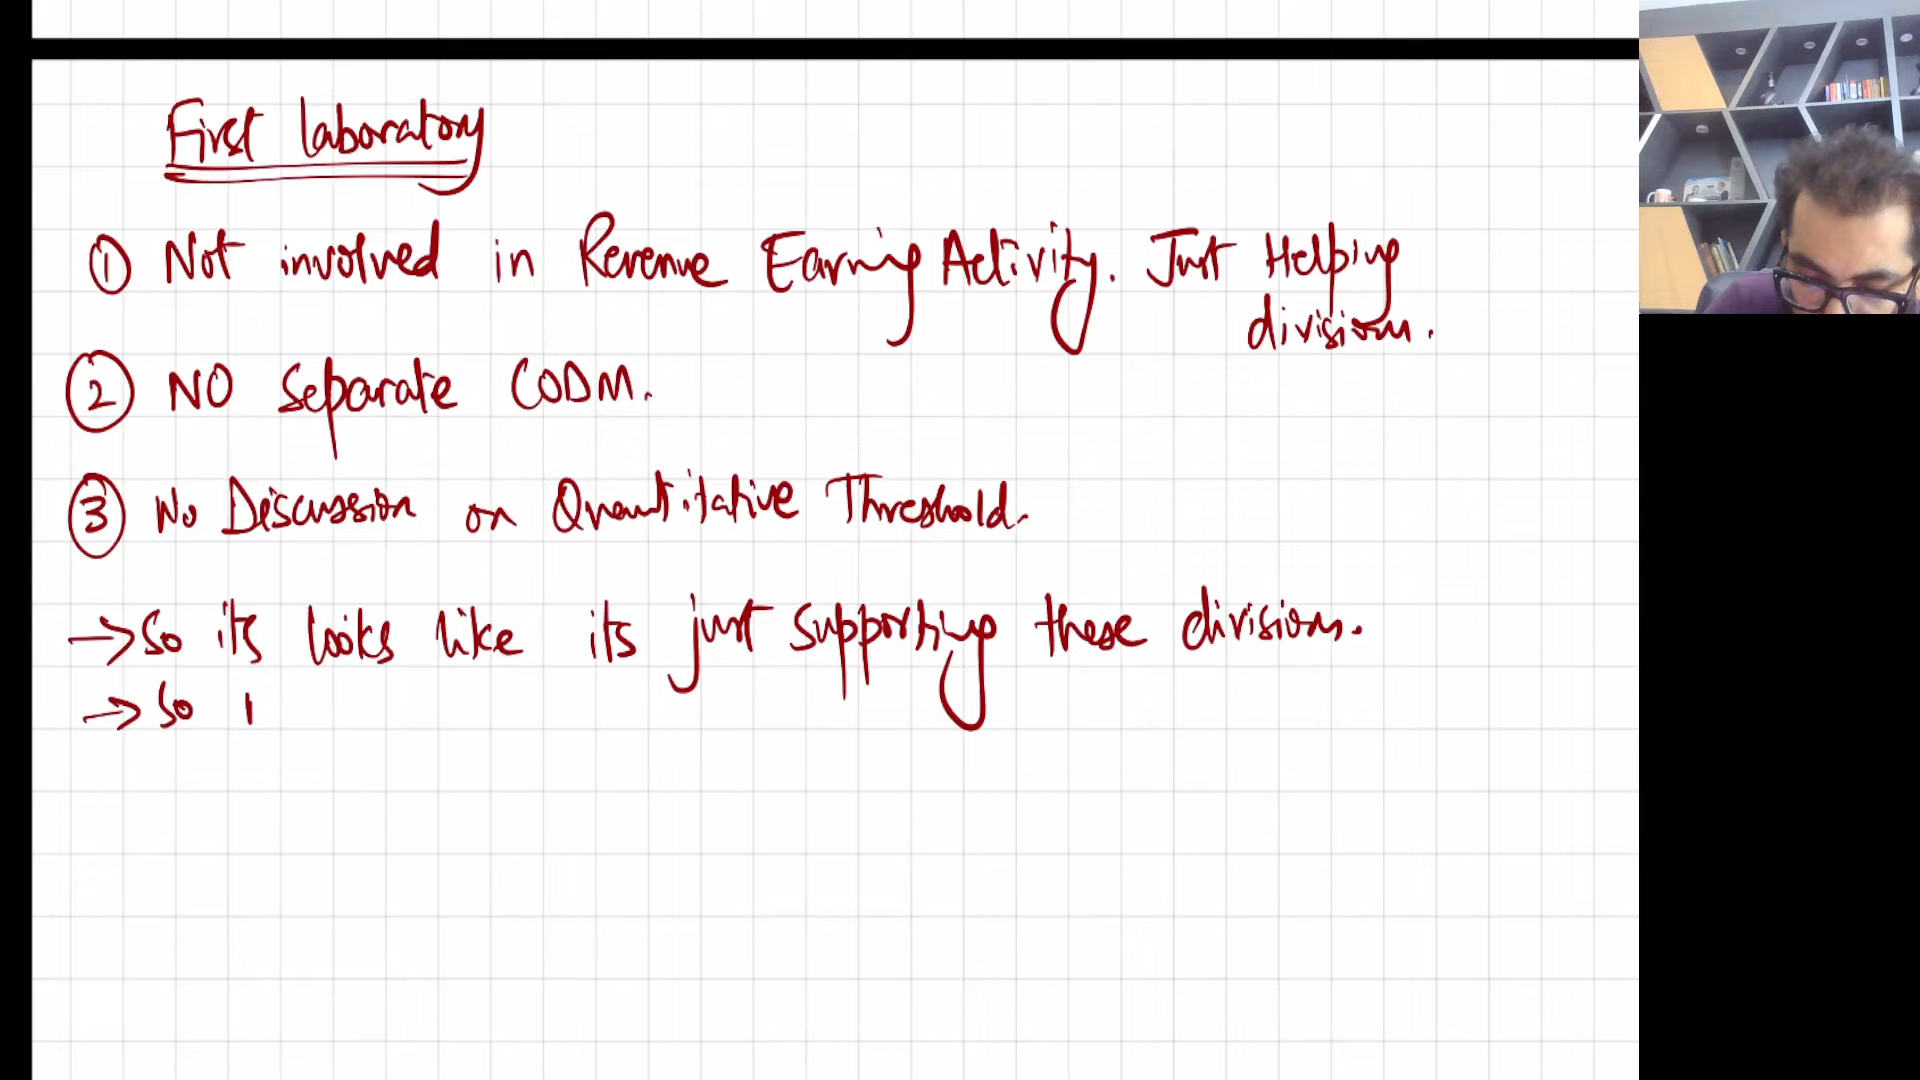 First laboratory
① Not involved in Revenue Earning Activity. Just Helping
division.
② NO separate CODM.
③ No Discussion on Quantitative Threshold.
→ So its looks like its just supporting these divisions.
→ So I